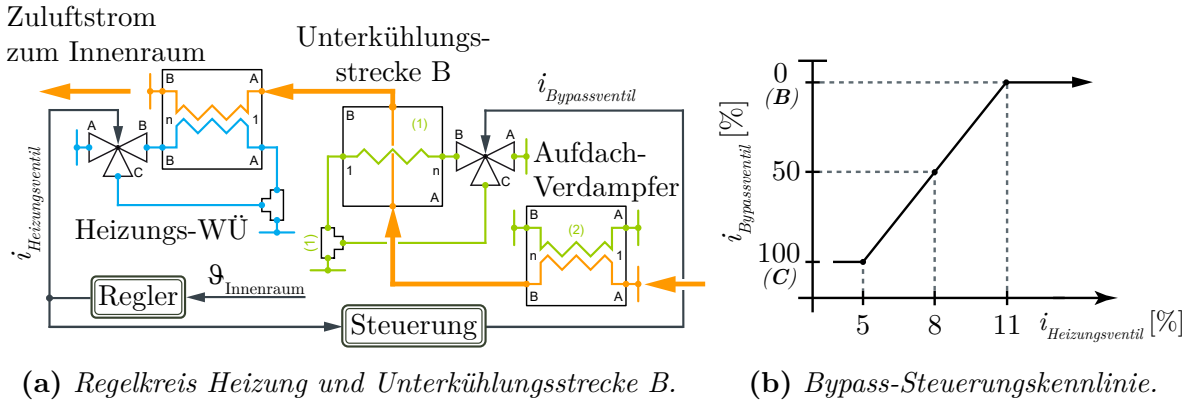 Zuluftstrom
zum Innenraum
Unterkühlungs-
strecke B
i_Bypassventil
B A
n 1
B A
A B
C
i_Heizungsventil
Heizungs-WÜ
B
(1)
1 n
A
B A
C
(1)
Aufdach-
Verdampfer
B A
(2)
n 1
B A
Regler
ϑ_Innenraum
Steuerung
(a) Regelkreis Heizung und Unterkühlungsstrecke B.
i_Bypassventil [%]
0
(B)
50
100
(C)
5 8 11 i_Heizungsventil [%]
(b) Bypass-Steuerungskennlinie.